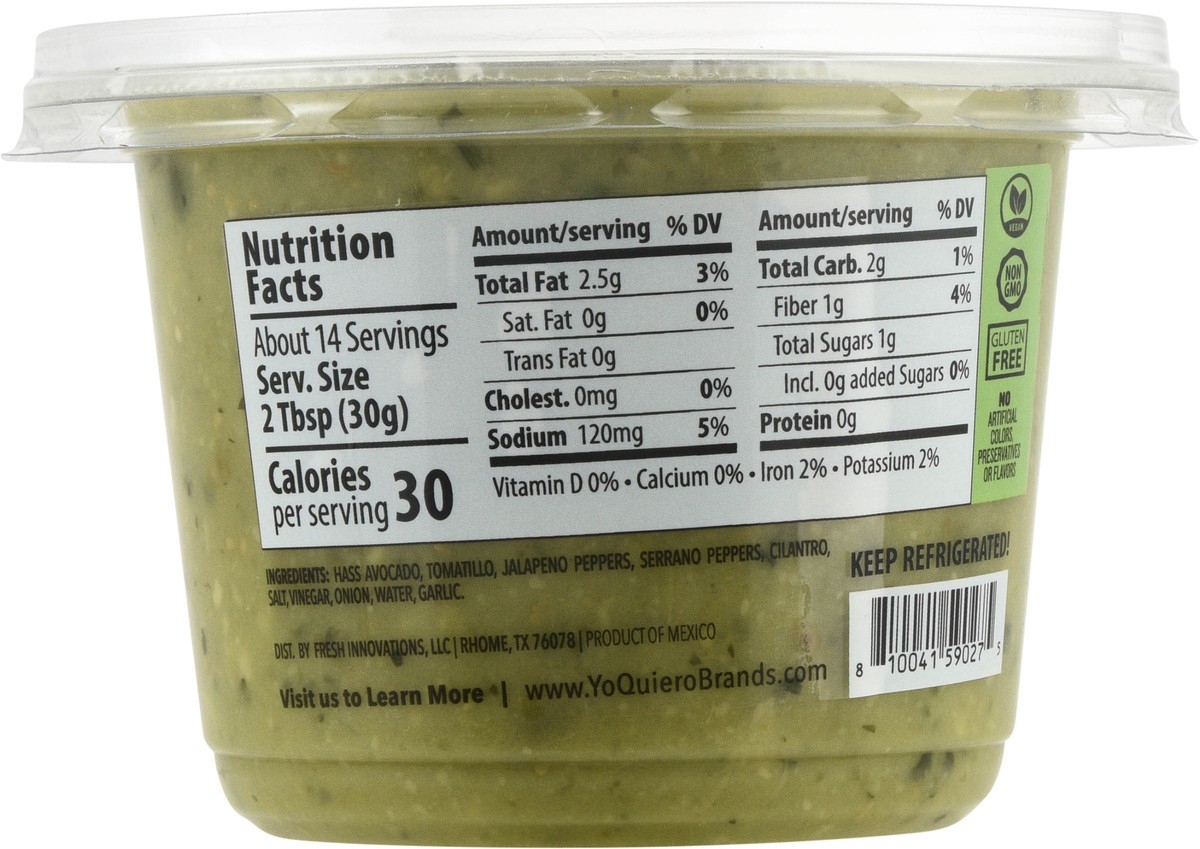 Nutrition
Facts
About 14 Servings
Serv. Size
2 Tbsp (30g)
Calories
per serving 30
Amount/serving % DV
Total Fat 2.5g 3%
Sat. Fat 0g 0%
Trans Fat 0g
Cholest. 0mg 0%
Sodium 120mg 5%
Amount/serving % DV
Total Carb. 2g 1%
Fiber 1g 4%
Total Sugars 1g
Incl. 0g added Sugars 0%
Protein 0g
Vitamin D 0% • Calcium 0% • Iron 2% • Potassium 2%
VEGAN
NON
GMO
GLUTEN
FREE
NO
ARTIFICIAL
COLORS,
PRESERVATIVES
OR FLAVORS
INGREDIENTS: HASS AVOCADO, TOMATILLO, JALAPENO PEPPERS, SERRANO PEPPERS, CILANTRO,
SALT, VINEGAR, ONION, WATER, GARLIC.
DIST. BY FRESH INNOVATIONS, LLC | RHOME, TX 76078 | PRODUCT OF MEXICO
Visit us to Learn More | www.YoQuieroBrands.com
KEEP REFRIGERATED!
8 10041 59027 5